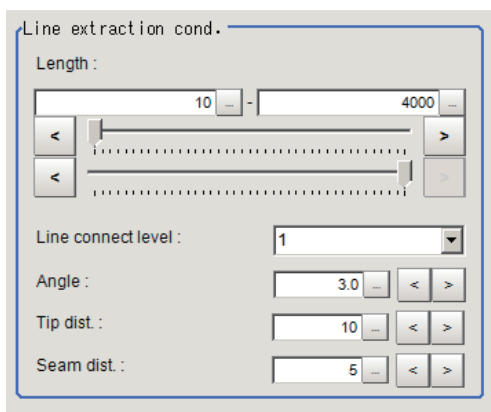 Line extraction cond.
Length :
10 ... - 4000 ...
< >
< >
Line connect level : 1
Angle : 3.0 ... < >
Tip dist. : 10 ... < >
Seam dist. : 5 ... < >